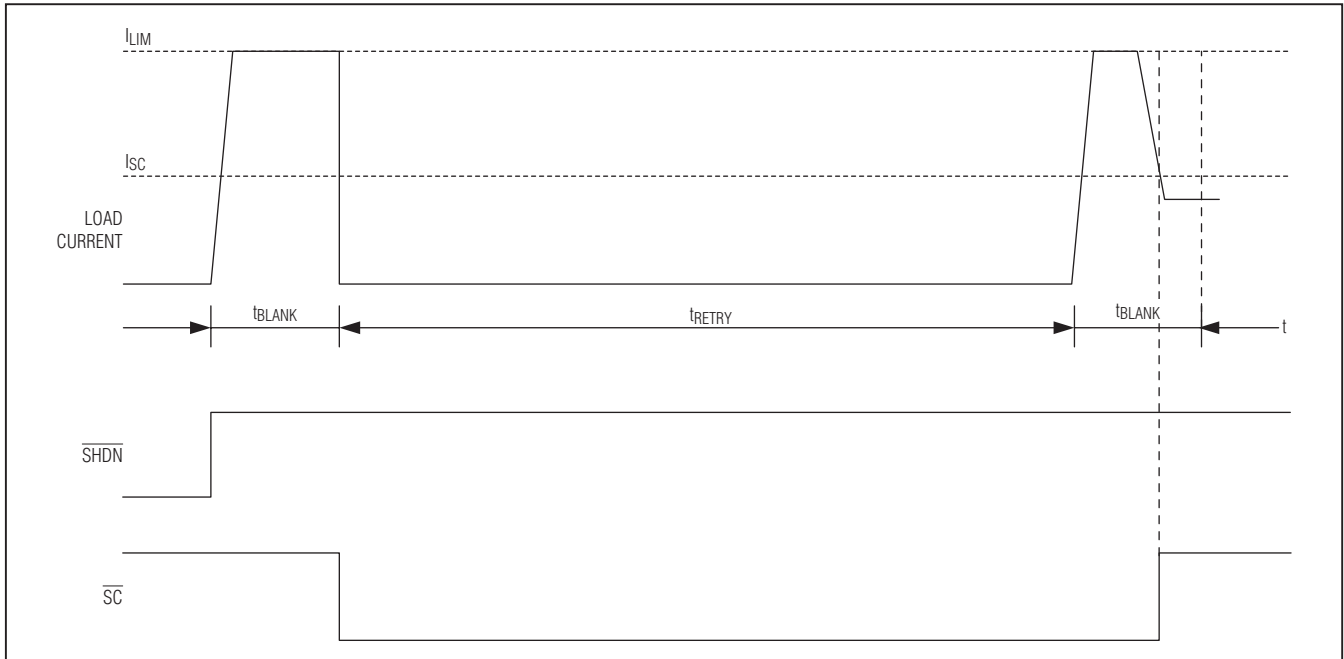 ILIM
ISC
LOAD
CURRENT
tBLANK
tRETRY
tBLANK
t
SHDN
SC